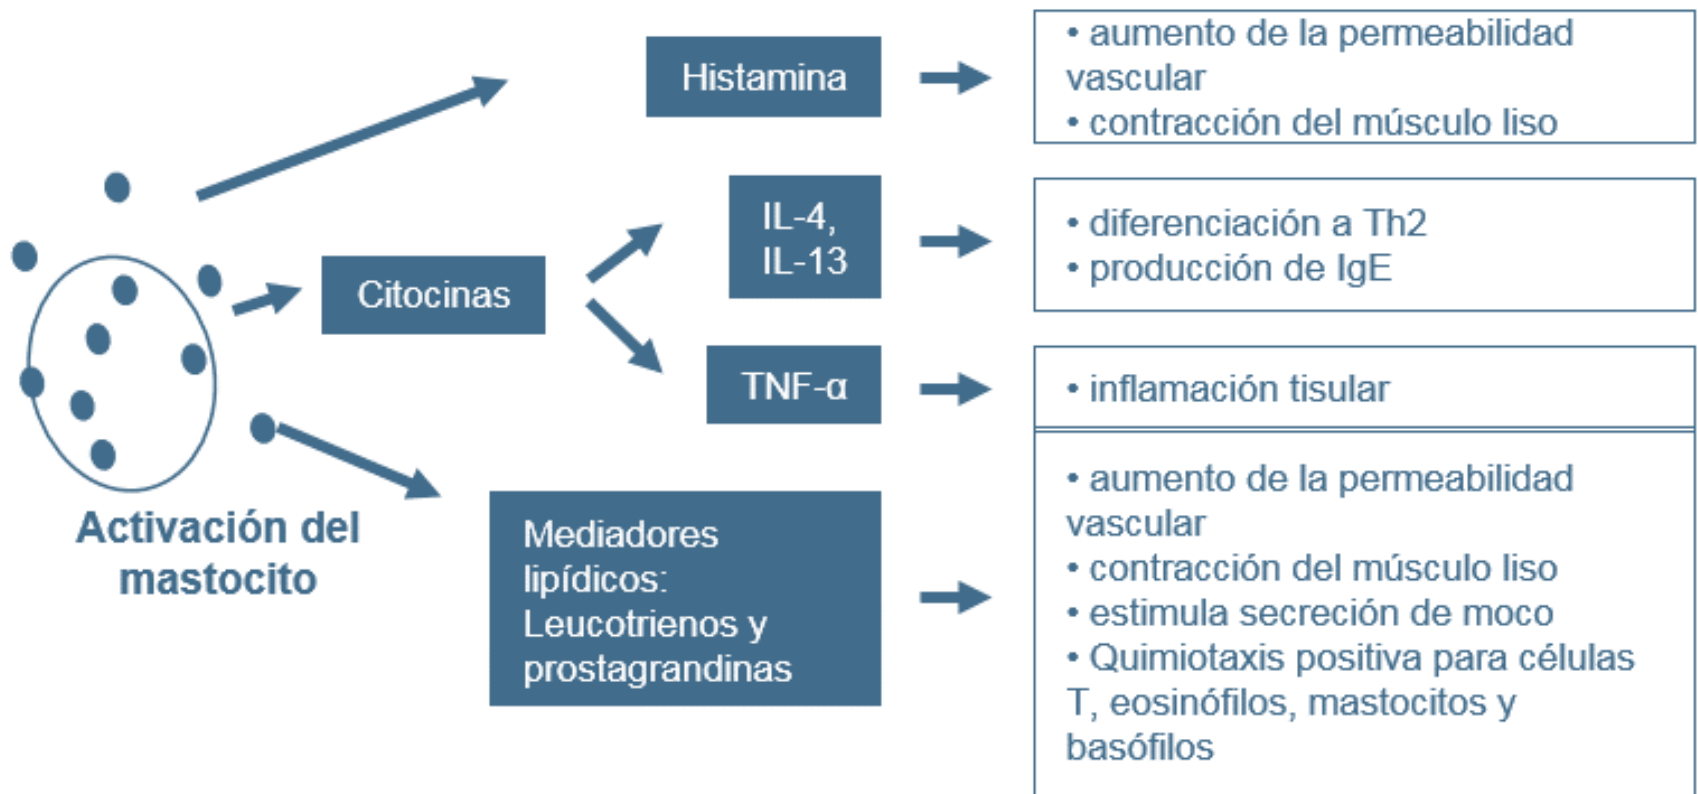 Histamina
• aumento de la permeabilidad
vascular
• contracción del músculo liso
IL-4,
IL-13
• diferenciación a Th2
• producción de IgE
Citocinas
TNF-α
• inflamación tisular
Activación del
mastocito
Mediadores
lipídicos:
Leucotrienos y
prostagrandinas
• aumento de la permeabilidad
vascular
• contracción del músculo liso
• estimula secreción de moco
• Quimiotaxis positiva para células
T, eosinófilos, mastocitos y
basófilos